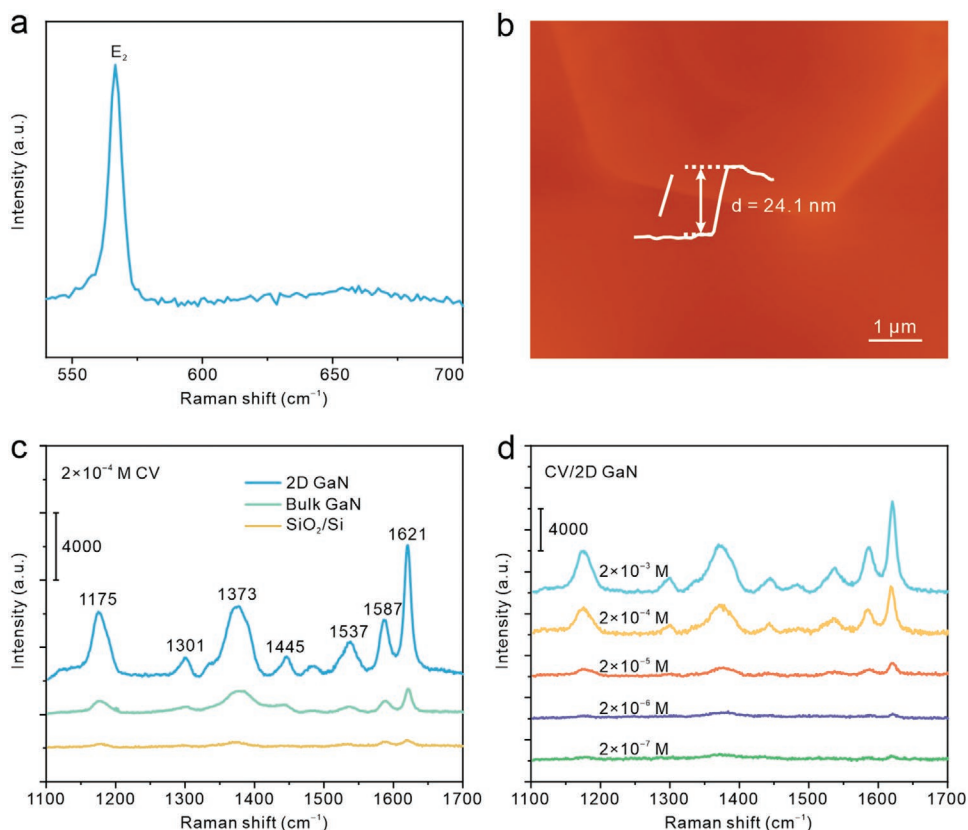 a
E₂
Intensity (a.u.)
550 600 650 700
Raman shift (cm⁻¹)
b
d = 24.1 nm
1 μm
c
2×10⁻⁴ M CV
2D GaN
Bulk GaN
SiO₂/Si
4000
1175
1301
1373
1445
1537
1587
1621
Intensity (a.u.)
1100 1200 1300 1400 1500 1600 1700
Raman shift (cm⁻¹)
d
CV/2D GaN
4000
2×10⁻³ M
2×10⁻⁴ M
2×10⁻⁵ M
2×10⁻⁶ M
2×10⁻⁷ M
Intensity (a.u.)
1100 1200 1300 1400 1500 1600 1700
Raman shift (cm⁻¹)